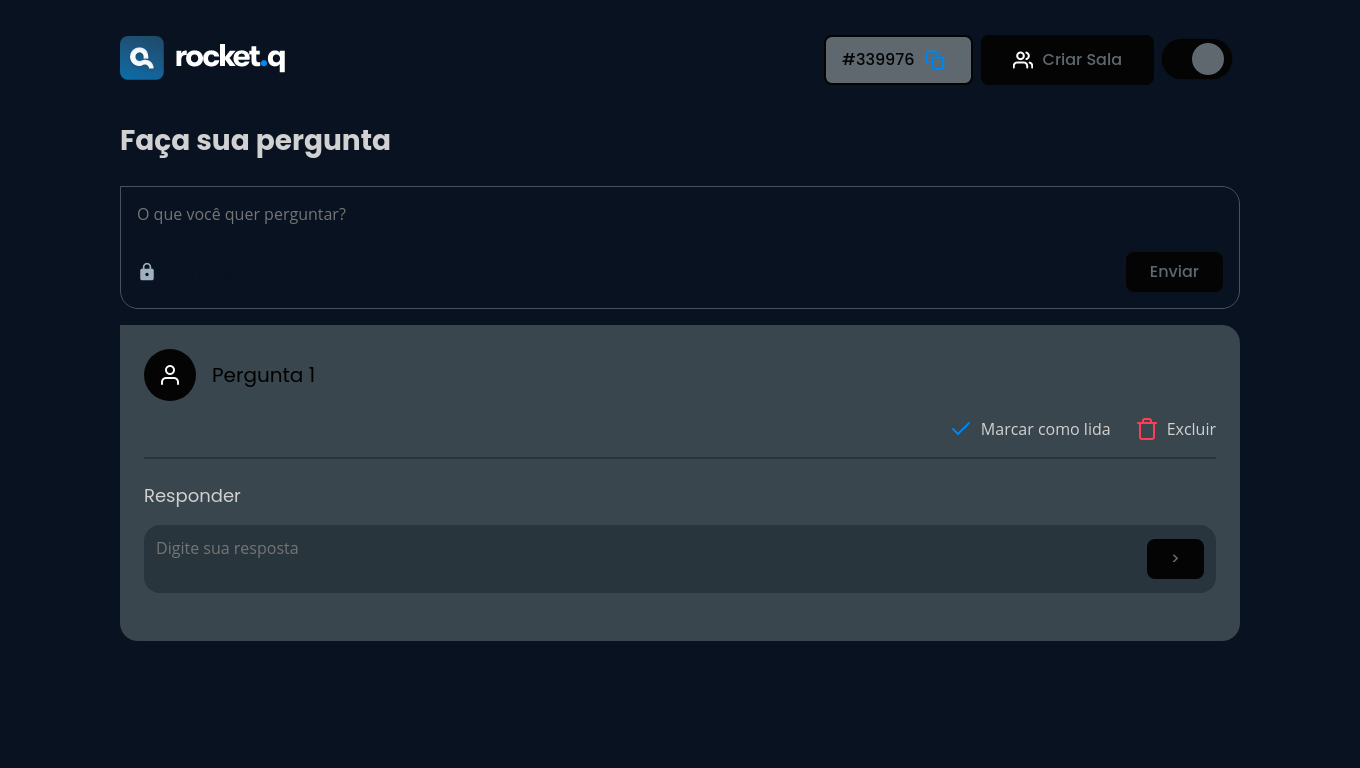 rocket.q
#339976
Criar Sala
Faça sua pergunta
O que você quer perguntar?
Enviar
Pergunta 1
Marcar como lida
Excluir
Responder
Digite sua resposta